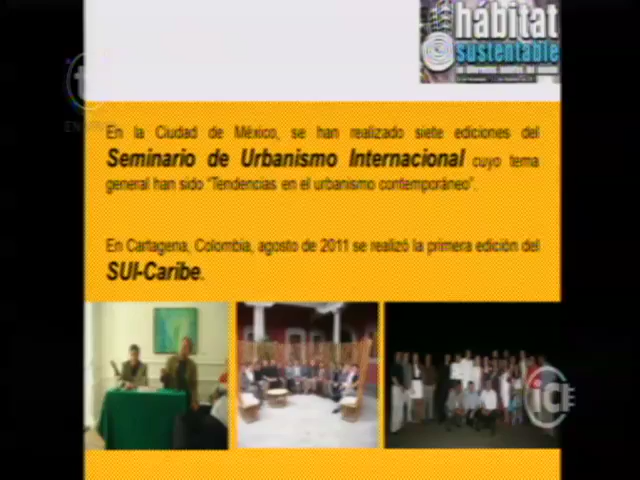 hábitat
sustentable
En la Ciudad de México, se han realizado siete ediciones del
Seminario de Urbanismo Internacional cuyo tema
general han sido "Tendencias en el urbanismo contemporáneo".
En Cartagena, Colombia, agosto de 2011 se realizó la primera edición del
SUI-Caribe.